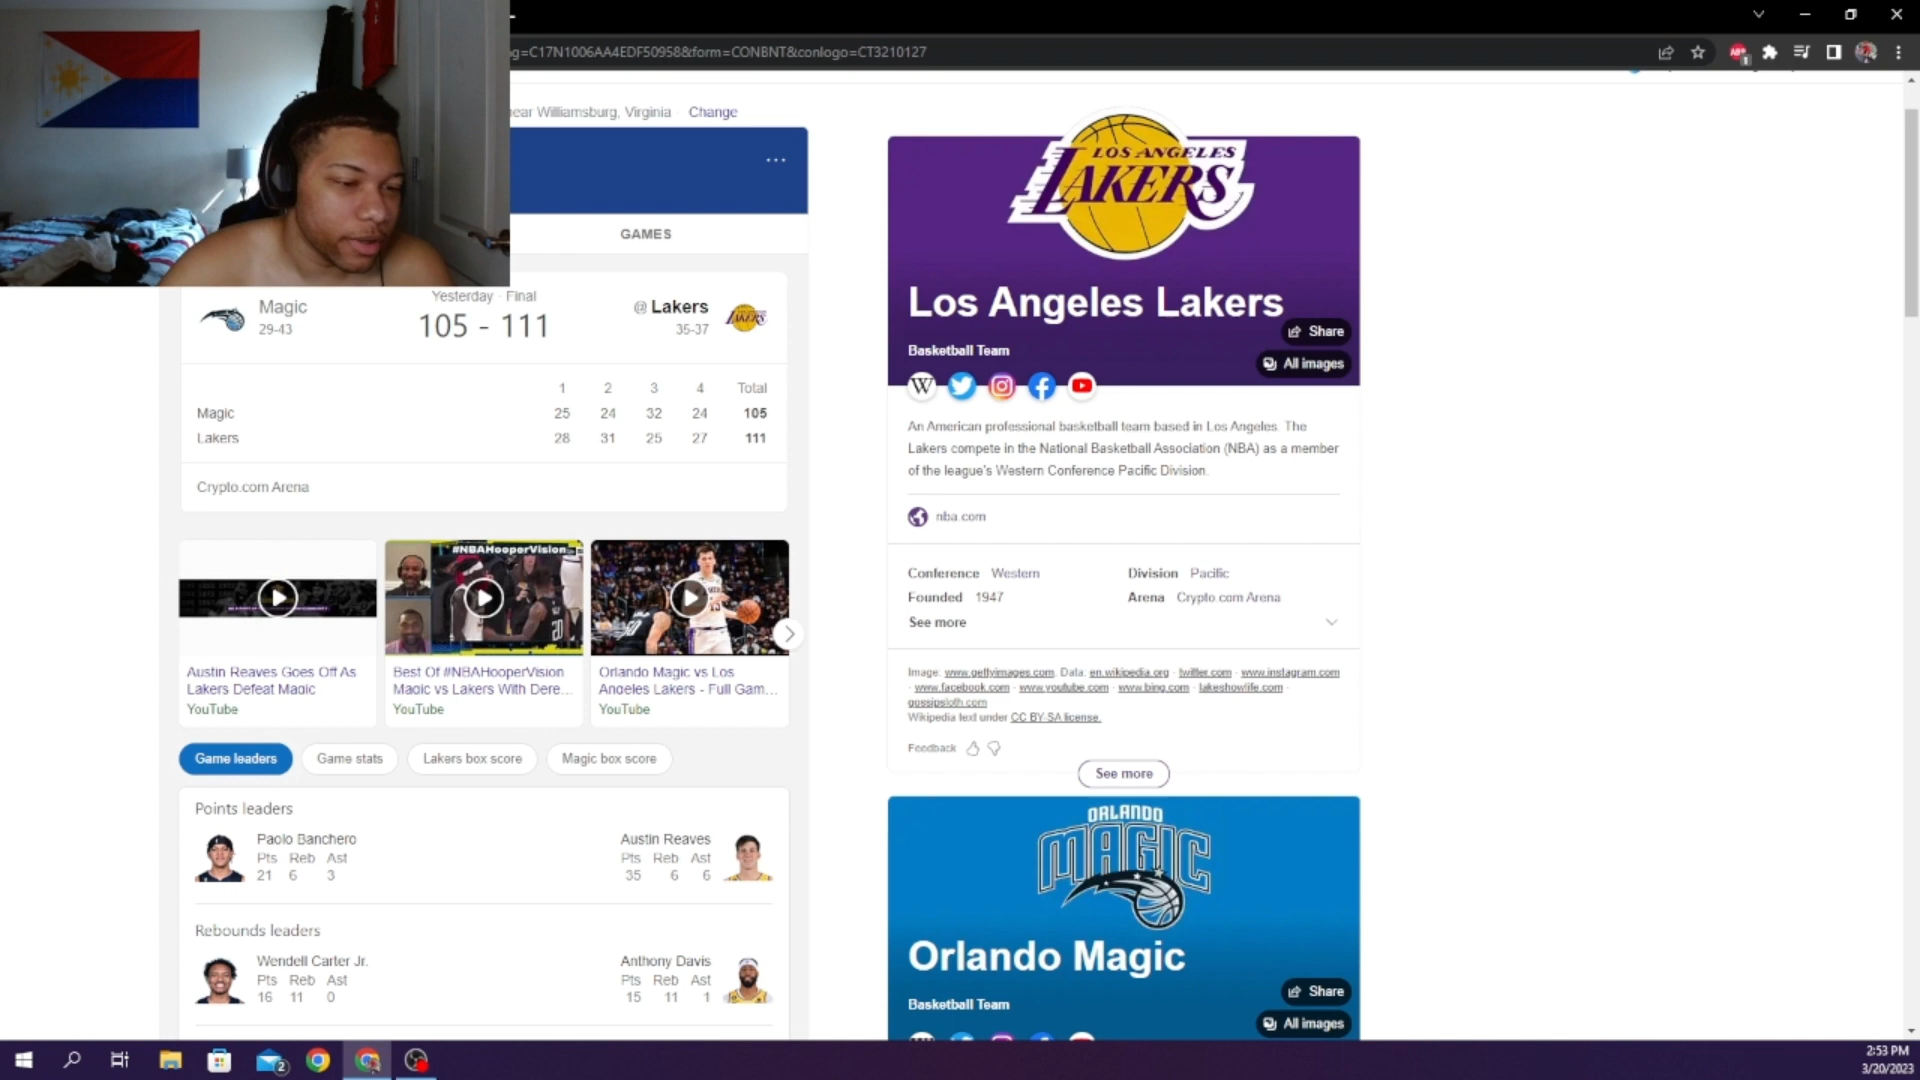 g=C17N1006AA4EDF50958&form=CONBNT&conlogo=CT3210127
near Williamsburg, Virginia · Change
GAMES
Magic
29-43
Yesterday · Final
105 - 111
@ Lakers
35-37
1 2 3 4 Total
Magic 25 24 32 24 105
Lakers 28 31 25 27 111
Crypto.com Arena
#NBAHooperVision
Austin Reaves Goes Off As
Lakers Defeat Magic
YouTube
Best Of #NBAHooperVision
Magic vs Lakers With Dere...
YouTube
Orlando Magic vs Los
Angeles Lakers - Full Gam...
YouTube
Game leaders
Game stats
Lakers box score
Magic box score
Points leaders
Paolo Banchero
Pts Reb Ast
21 6 3
Austin Reaves
Pts Reb Ast
35 6 6
Rebounds leaders
Wendell Carter Jr.
Pts Reb Ast
16 11 0
Anthony Davis
Pts Reb Ast
15 11 1
LOS ANGELES
LAKERS
Los Angeles Lakers
Share
Basketball Team
All images
An American professional basketball team based in Los Angeles. The
Lakers compete in the National Basketball Association (NBA) as a member
of the league's Western Conference Pacific Division.
nba.com
Conference Western
Division Pacific
Founded 1947
Arena Crypto.com Arena
See more
Image: www.gettyimages.com. Data: en.wikipedia.org · twitter.com · www.instagram.com
· www.facebook.com · www.youtube.com · www.bing.com · lakeshowlife.com ·
gossipsloth.com
Wikipedia text under CC BY-SA license.
Feedback
See more
ORLANDO
MAGIC
Orlando Magic
Share
Basketball Team
All images
2:53 PM
3/20/2023